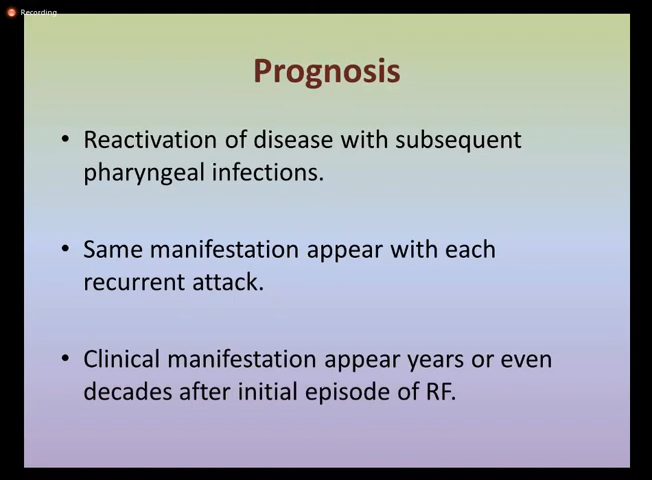 Recording
Prognosis
• Reactivation of disease with subsequent
pharyngeal infections.
• Same manifestation appear with each
recurrent attack.
• Clinical manifestation appear years or even
decades after initial episode of RF.